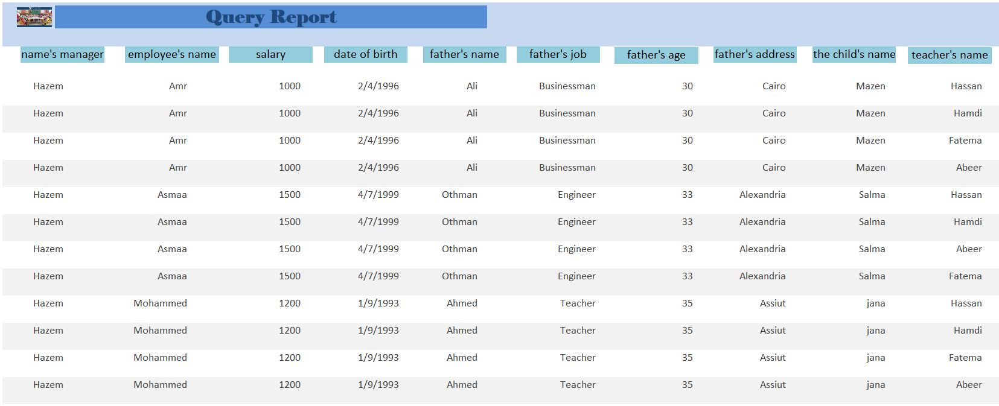 Query Report
name's manager employee's name salary date of birth father's name father's job father's age father's address the child's name teacher's name
Hazem Amr 1000 2/4/1996 Ali Businessman 30 Cairo Mazen Hassan
Hazem Amr 1000 2/4/1996 Ali Businessman 30 Cairo Mazen Hamdi
Hazem Amr 1000 2/4/1996 Ali Businessman 30 Cairo Mazen Fatema
Hazem Amr 1000 2/4/1996 Ali Businessman 30 Cairo Mazen Abeer
Hazem Asmaa 1500 4/7/1999 Othman Engineer 33 Alexandria Salma Hassan
Hazem Asmaa 1500 4/7/1999 Othman Engineer 33 Alexandria Salma Hamdi
Hazem Asmaa 1500 4/7/1999 Othman Engineer 33 Alexandria Salma Abeer
Hazem Asmaa 1500 4/7/1999 Othman Engineer 33 Alexandria Salma Fatema
Hazem Mohammed 1200 1/9/1993 Ahmed Teacher 35 Assiut jana Hassan
Hazem Mohammed 1200 1/9/1993 Ahmed Teacher 35 Assiut jana Hamdi
Hazem Mohammed 1200 1/9/1993 Ahmed Teacher 35 Assiut jana Fatema
Hazem Mohammed 1200 1/9/1993 Ahmed Teacher 35 Assiut jana Abeer